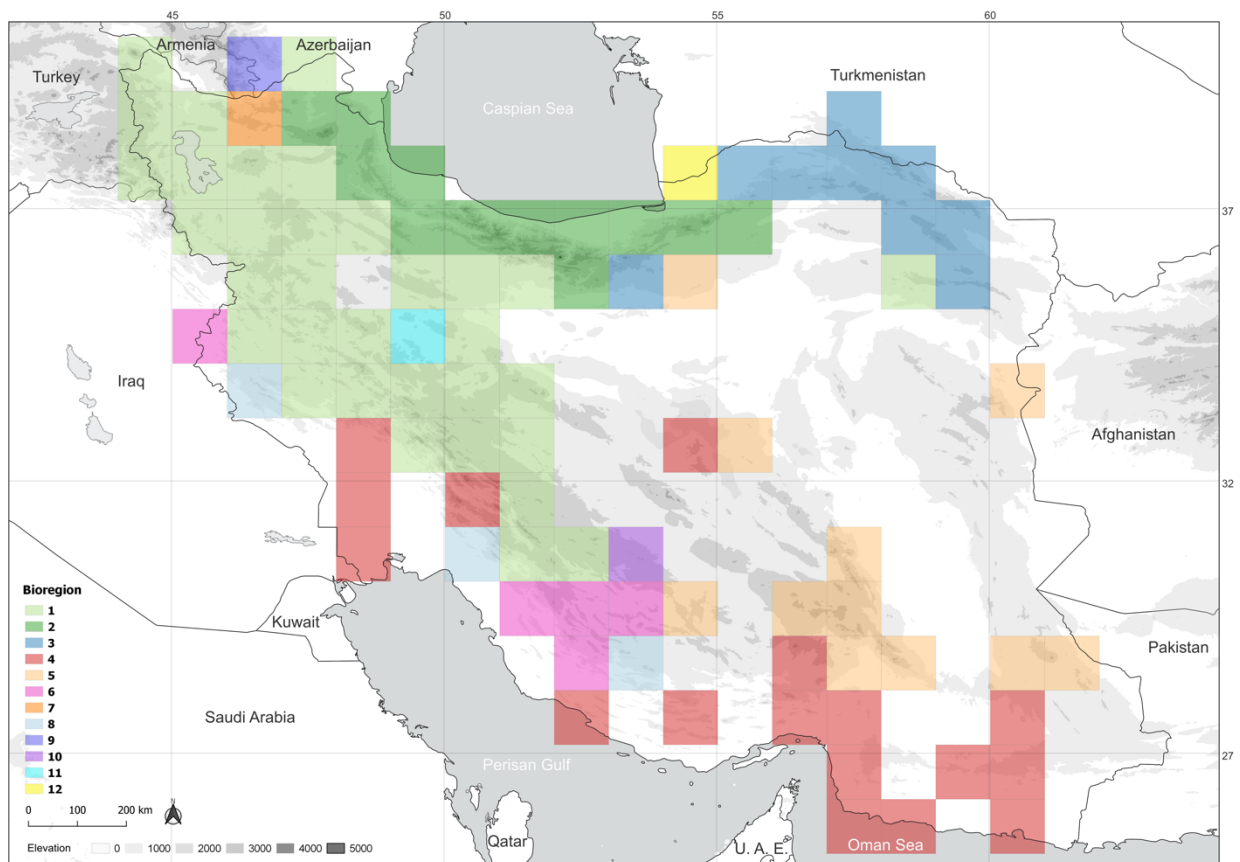 45 50 55 60
Armenia Azerbaijan
Turkey
Turkmenistan
Caspian Sea
37
Iraq
Afghanistan
32
Bioregion
1
2
3
4
5
6
7
8
9
10
11
12
Kuwait
Pakistan
Saudi Arabia
Perisan Gulf
27
0 100 200 km
N
Qatar
U. A. E.
Oman Sea
Elevation 0 1000 2000 3000 4000 5000